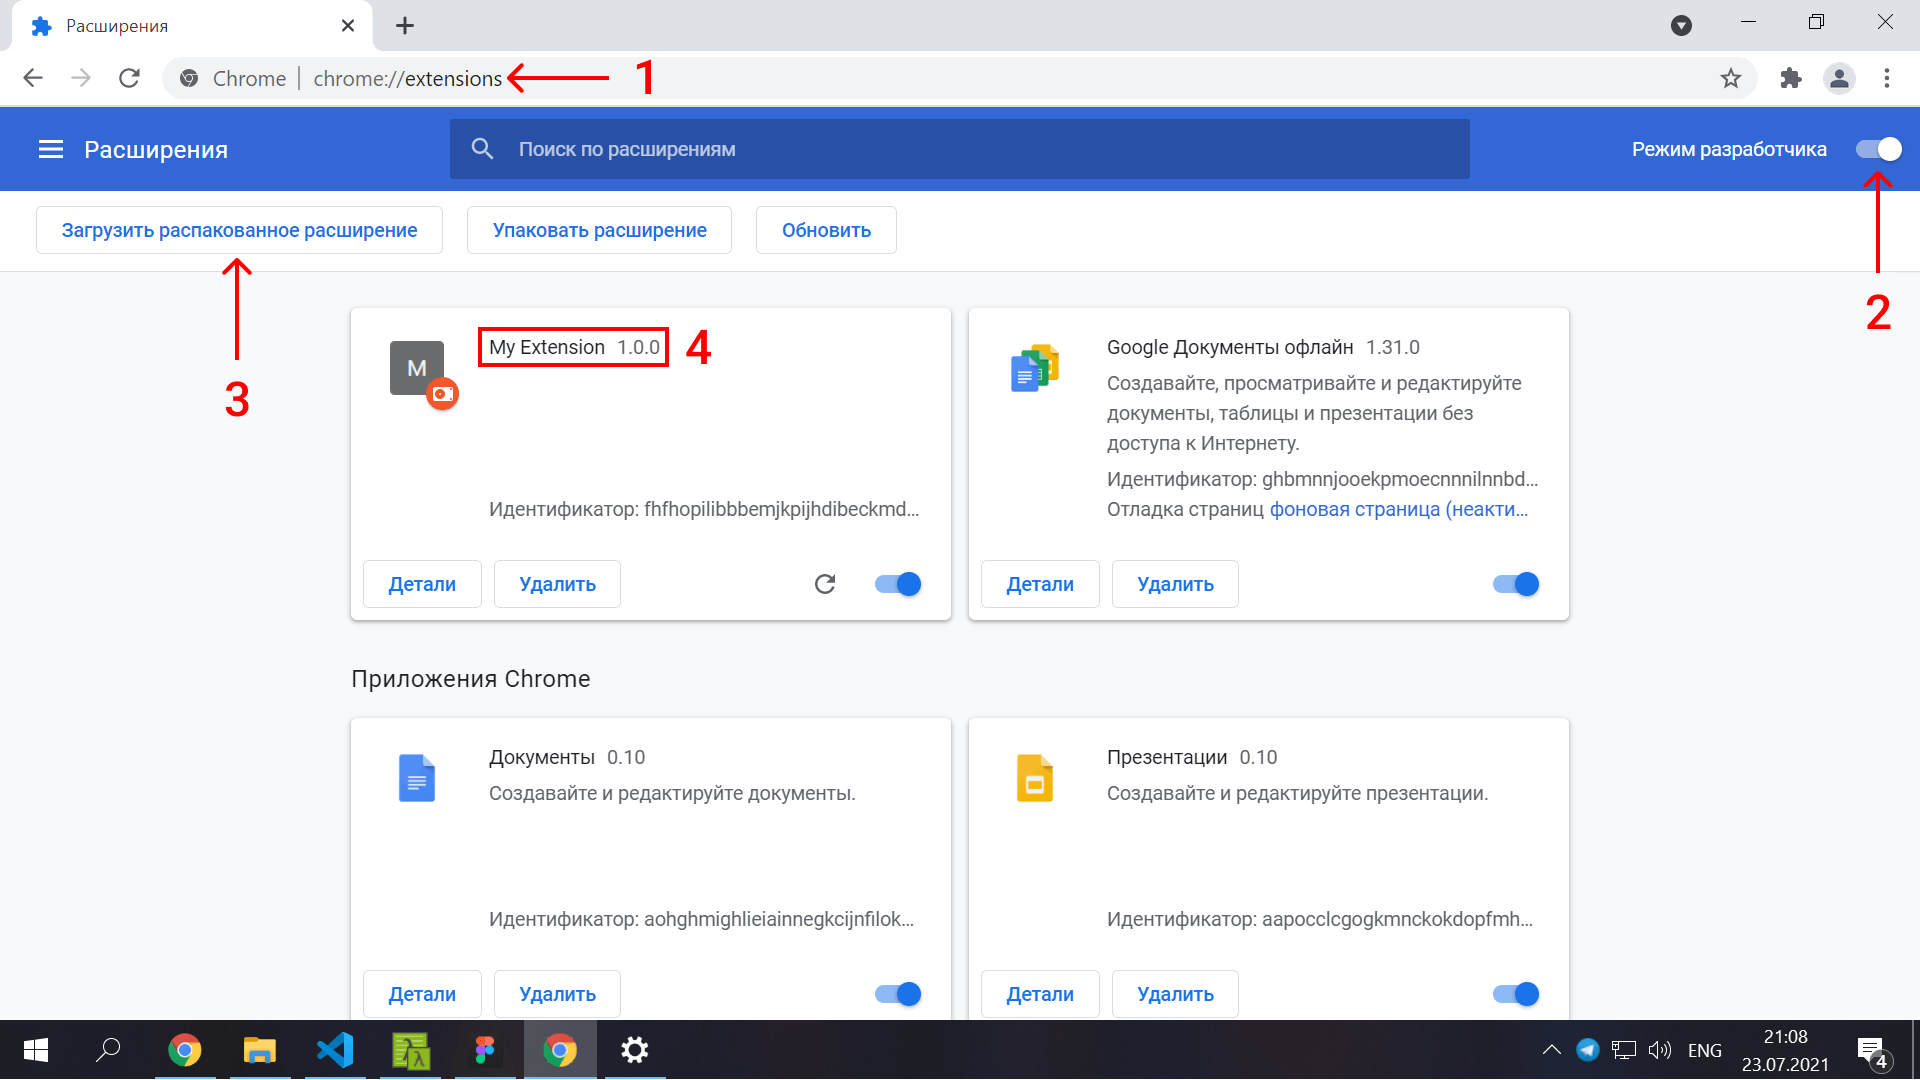 Расширения
Chrome | chrome://extensions
1
Расширения
Поиск по расширениям
Режим разработчика
Загрузить распакованное расширение
Упаковать расширение
Обновить
2
3
M
My Extension 1.0.0
4
Идентификатор: fhfhopilibbbemjkpijhdibeckmd...
Детали
Удалить
Google Документы офлайн 1.31.0
Создавайте, просматривайте и редактируйте
документы, таблицы и презентации без
доступа к Интернету.
Идентификатор: ghbmnnjooekpmoecnnnilnnbd...
Отладка страниц фоновая страница (неакти...
Детали
Удалить
Приложения Chrome
Документы 0.10
Создавайте и редактируйте документы.
Идентификатор: aohghmighlieiainnegkcijnfilok...
Детали
Удалить
Презентации 0.10
Создавайте и редактируйте презентации.
Идентификатор: aapocclcgogkmnckokdopfmh...
Детали
Удалить
ENG
21:08
23.07.2021
4